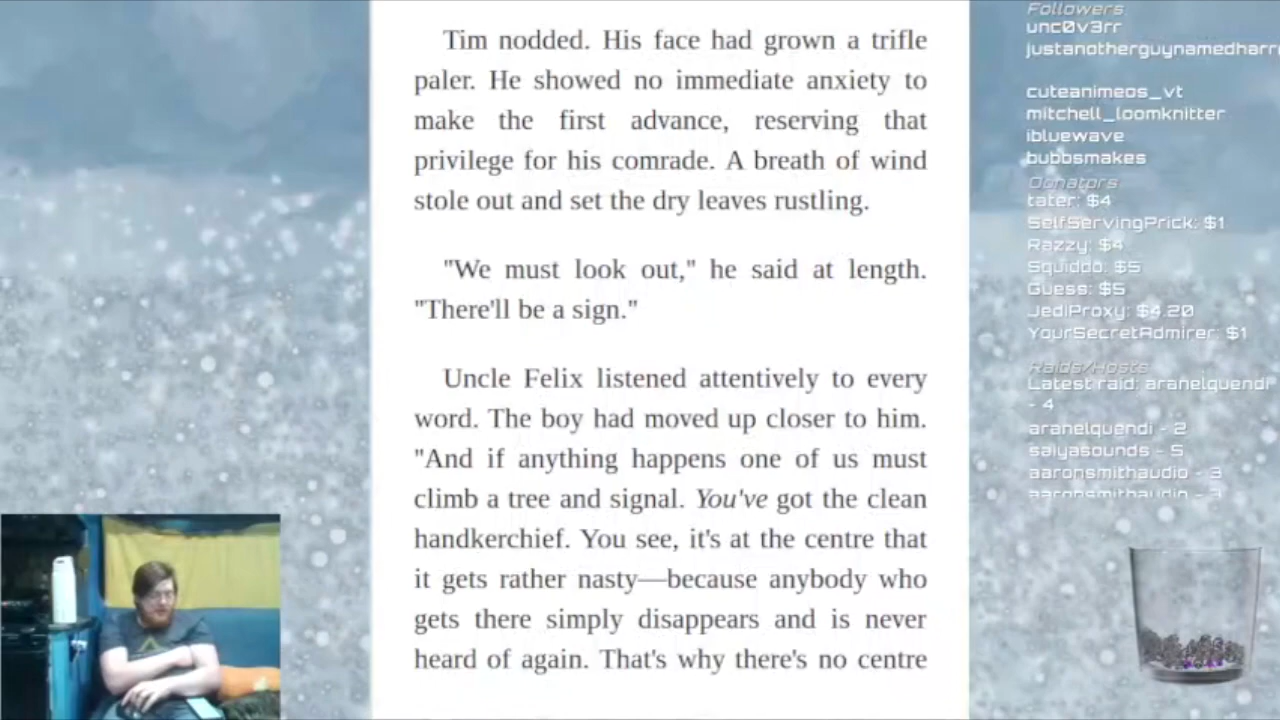 Tim nodded. His face had grown a trifle
paler. He showed no immediate anxiety to
make the first advance, reserving that
privilege for his comrade. A breath of wind
stole out and set the dry leaves rustling.
"We must look out," he said at length.
"There'll be a sign."
Uncle Felix listened attentively to every
word. The boy had moved up closer to him.
"And if anything happens one of us must
climb a tree and signal. You've got the clean
handkerchief. You see, it's at the centre that
it gets rather nasty—because anybody who
gets there simply disappears and is never
heard of again. That's why there's no centre
Followers
unc0v3rr
justanotherguynamedharr
cuteanimeos_vt
mitchell_loomknitter
ibluewave
bubbsmakes
Donators
tater: $4
SelfServingPrick: $1
Razzy: $4
Squiddo: $5
Guess: $5
JediProxy: $4.20
YourSecretAdmirer: $1
Raids/Hosts
Latest raid: arahelquendi
- 4
arahelquendi - 2
saiyasounds - 5
aaronsmithaudio - 3
aaronsmithaudio - 3